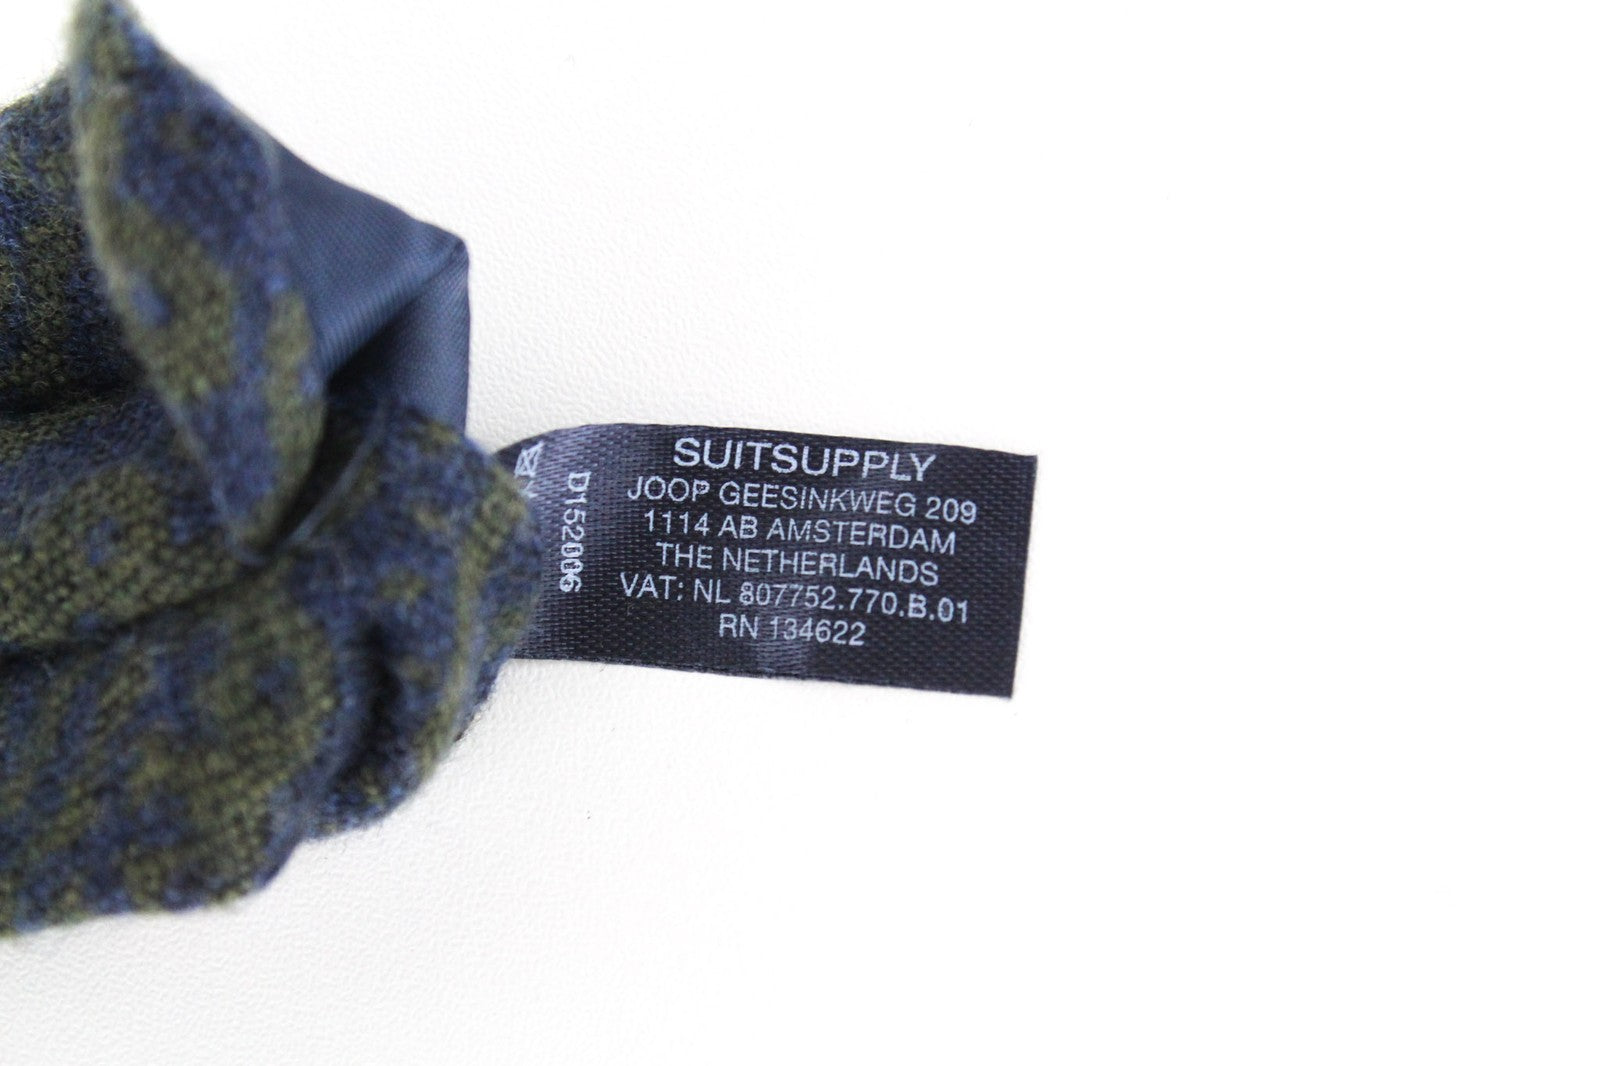 SUITSUPPLY
JOOP GEESINKWEG 209
1114 AB AMSTERDAM
THE NETHERLANDS
VAT: NL 807752.770.B.01
RN 134622
D152006